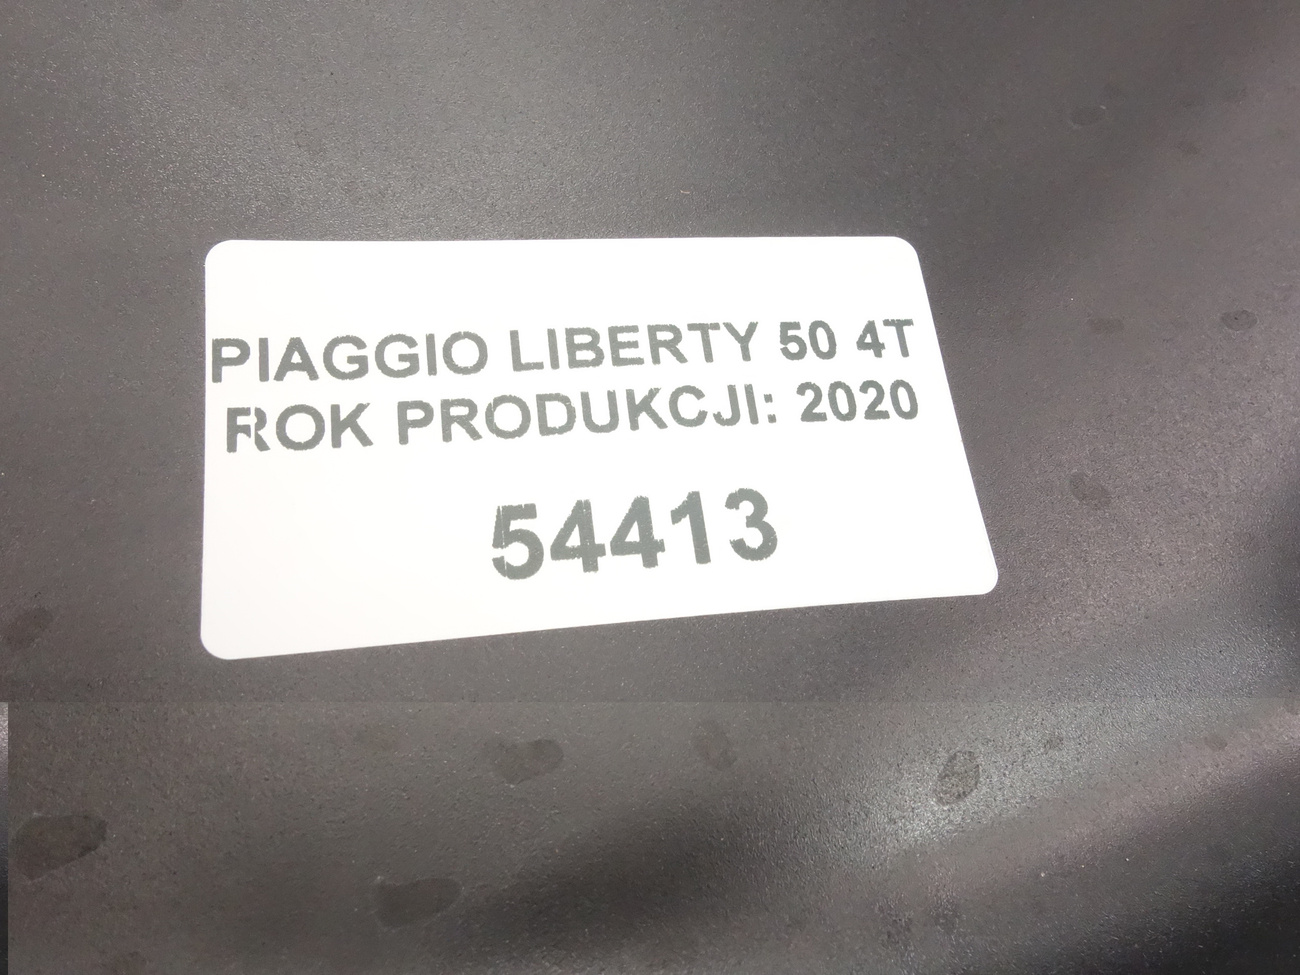 PIAGGIO LIBERTY 50 4T
ROK PRODUKCJI: 2020
54413